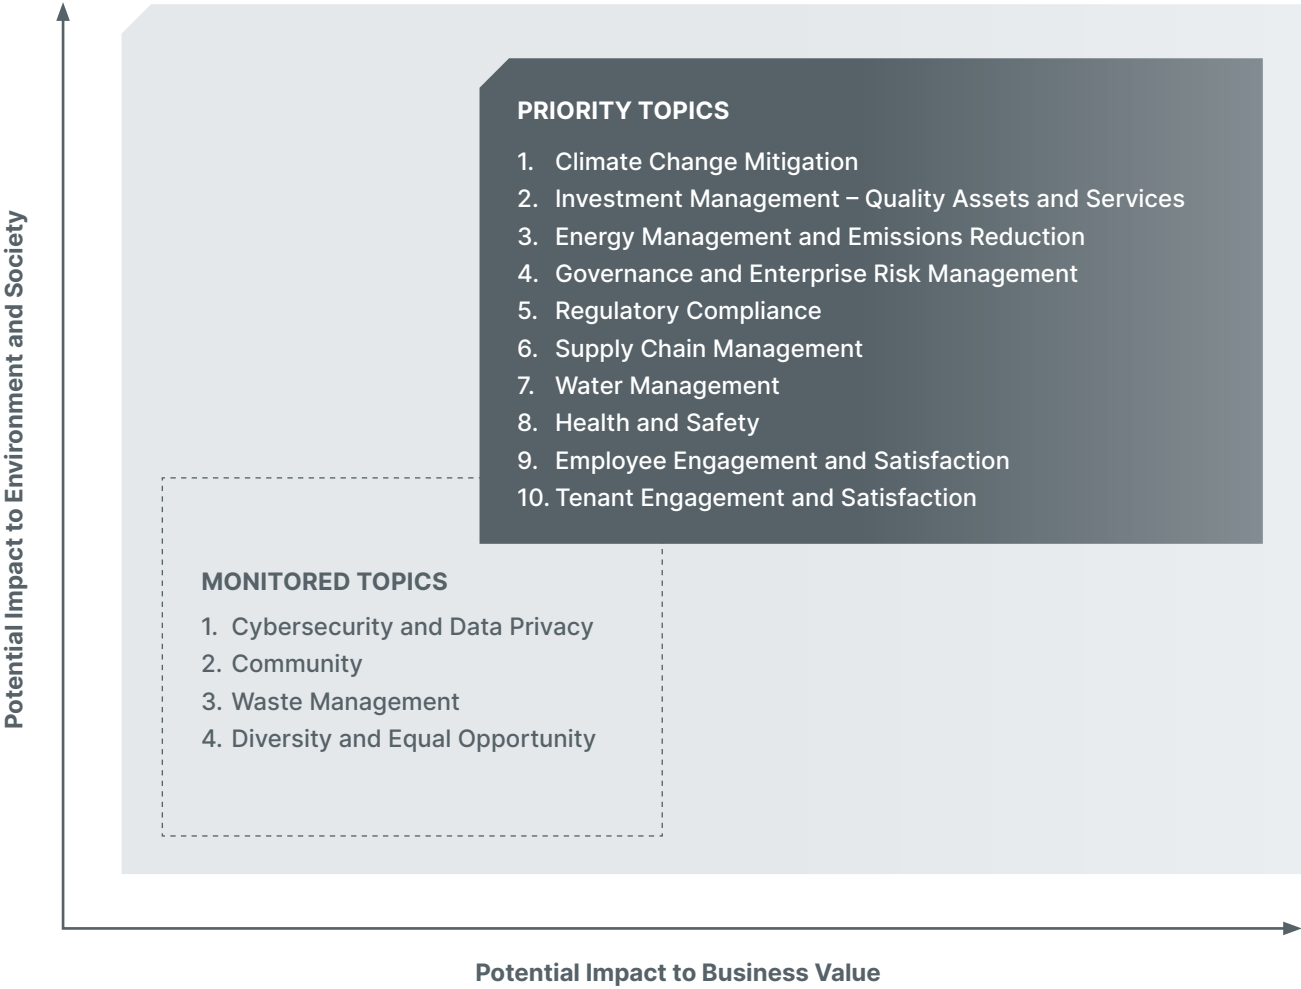 Potential Impact to Environment and Society
PRIORITY TOPICS
1. Climate Change Mitigation
2. Investment Management – Quality Assets and Services
3. Energy Management and Emissions Reduction
4. Governance and Enterprise Risk Management
5. Regulatory Compliance
6. Supply Chain Management
7. Water Management
8. Health and Safety
9. Employee Engagement and Satisfaction
10. Tenant Engagement and Satisfaction
MONITORED TOPICS
1. Cybersecurity and Data Privacy
2. Community
3. Waste Management
4. Diversity and Equal Opportunity
Potential Impact to Business Value